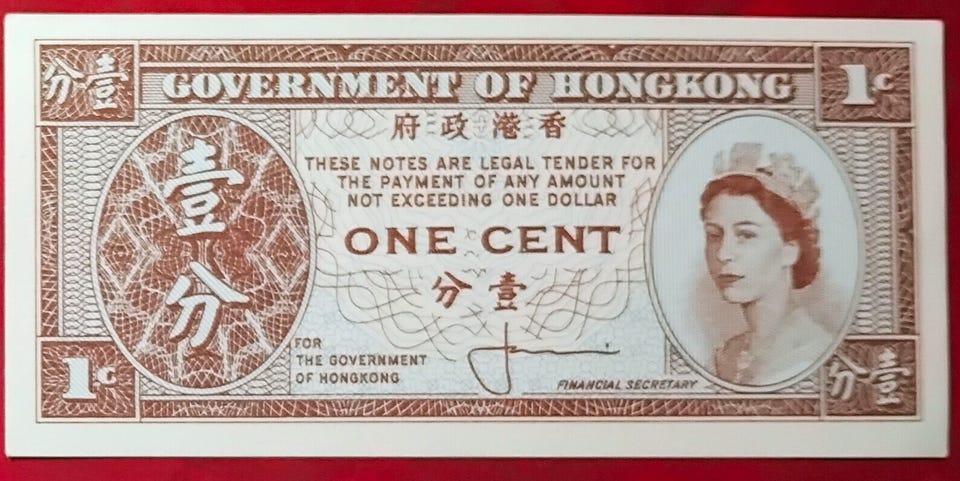 分壹
GOVERNMENT OF HONGKONG
1¢
府政港香
THESE NOTES ARE LEGAL TENDER FOR
THE PAYMENT OF ANY AMOUNT
NOT EXCEEDING ONE DOLLAR
壹
分
ONE CENT
分壹
FOR
THE GOVERNMENT
OF HONGKONG
FINANCIAL SECRETARY
1¢
分壹